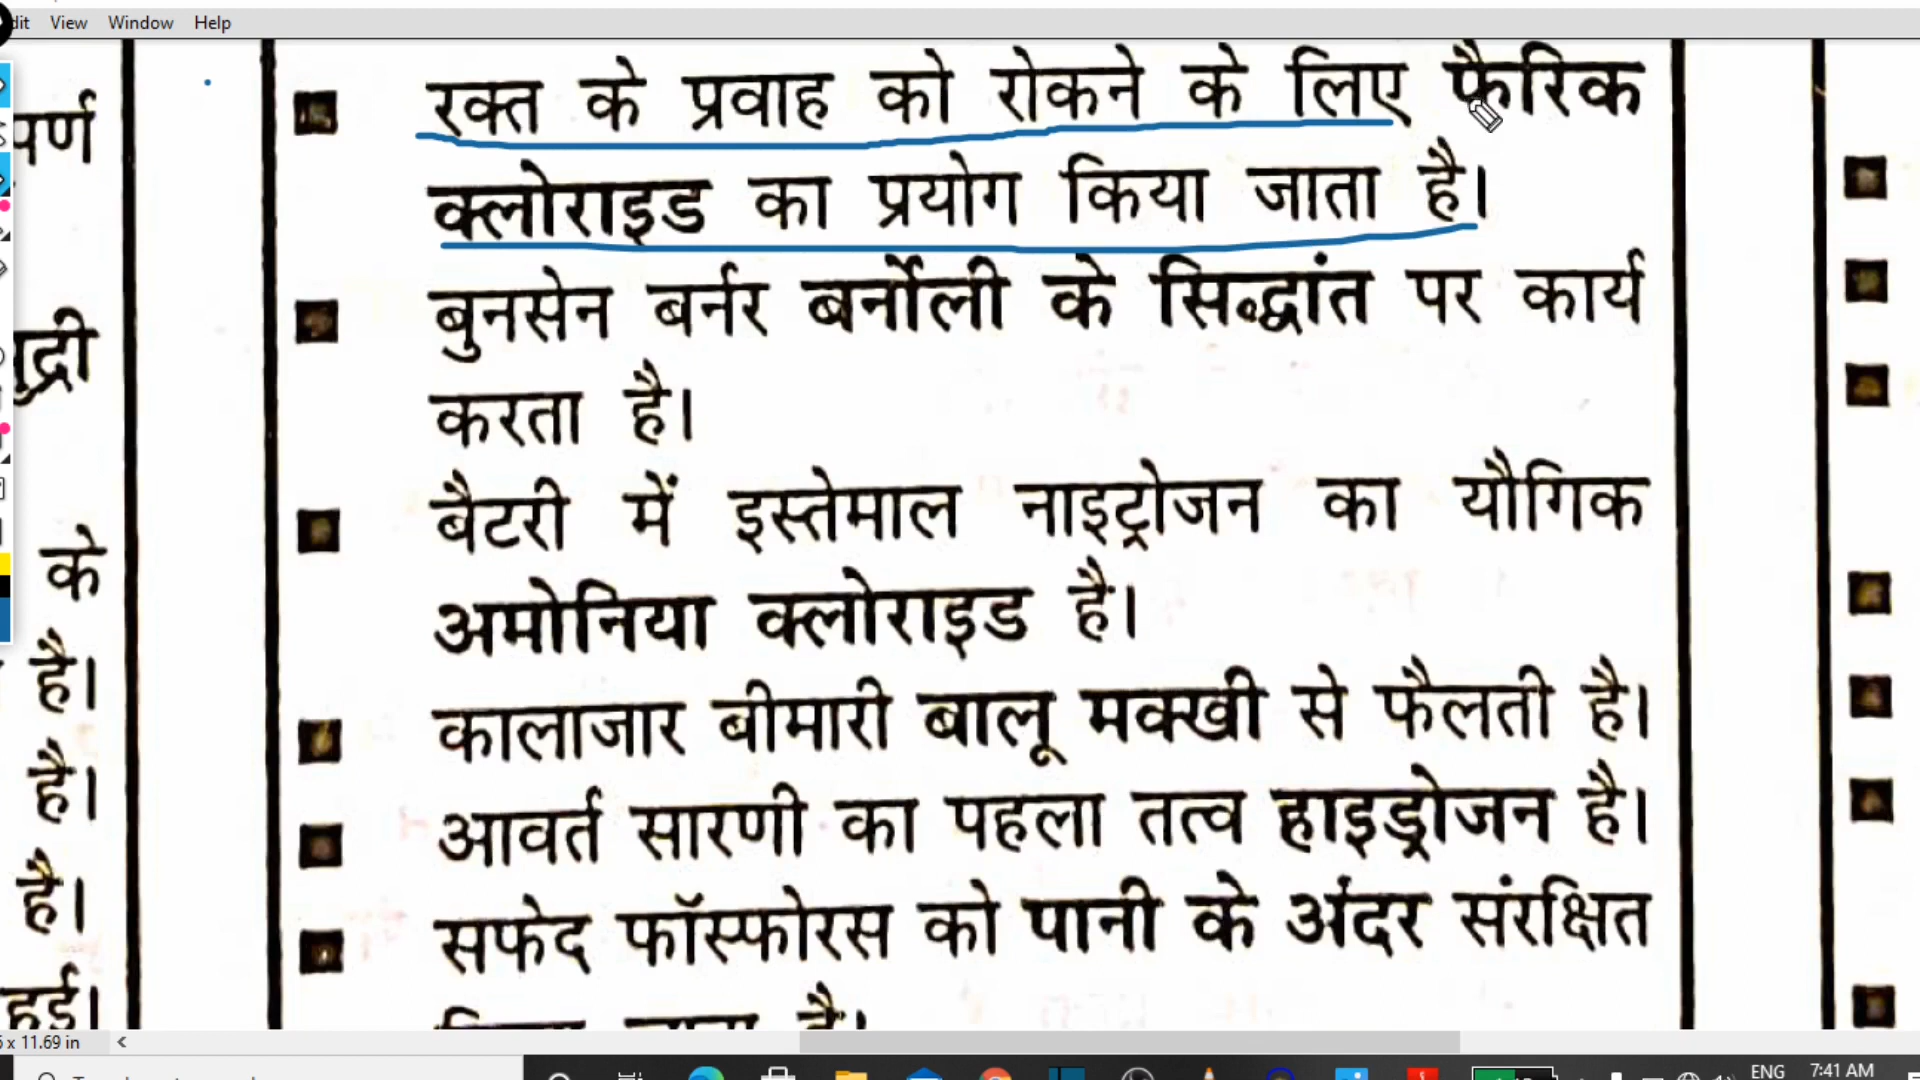 View Window Help
रक्त के प्रवाह को रोकने के लिए फैरिक
क्लोराइड का प्रयोग किया जाता है।
बुनसेन बर्नर बर्नोली के सिद्धांत पर कार्य
करता है।
बैटरी में इस्तेमाल नाइट्रोजन का यौगिक
अमोनिया क्लोराइड है।
कालाजार बीमारी बालू मक्खी से फैलती है।
आवर्त सारणी का पहला तत्व हाइड्रोजन है।
सफेद फॉस्फोरस को पानी के अंदर संरक्षित
के
है।
है।
है।
x 11.69 in
ENG
7:41 AM